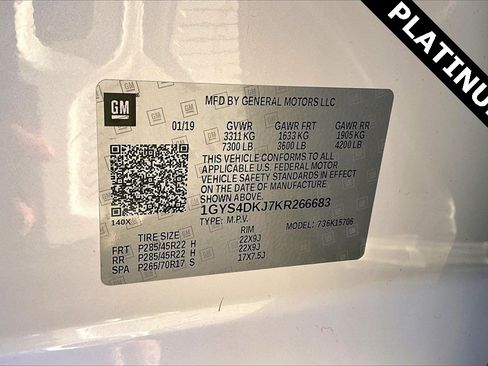 PLATINUM
GM
MFD BY GENERAL MOTORS LLC
01/19 GVWR GAWR FRT GAWR RR
3311 KG 1633 KG 1905 KG
7300 LB 3600 LB 4200 LB
THIS VEHICLE CONFORMS TO ALL
APPLICABLE U.S. FEDERAL MOTOR
VEHICLE SAFETY STANDARDS IN EFFECT
ON THE DATE OF MANUFACTURE
SHOWN ABOVE.
1GYS4DKJ7KR266683
140X TYPE: M.P.V. MODEL: 736K15706
TIRE SIZE RIM
FRT P285/45R22 H 22X9J
RR P285/45R22 H 22X9J
SPA P265/70R17 S 17X7.5J